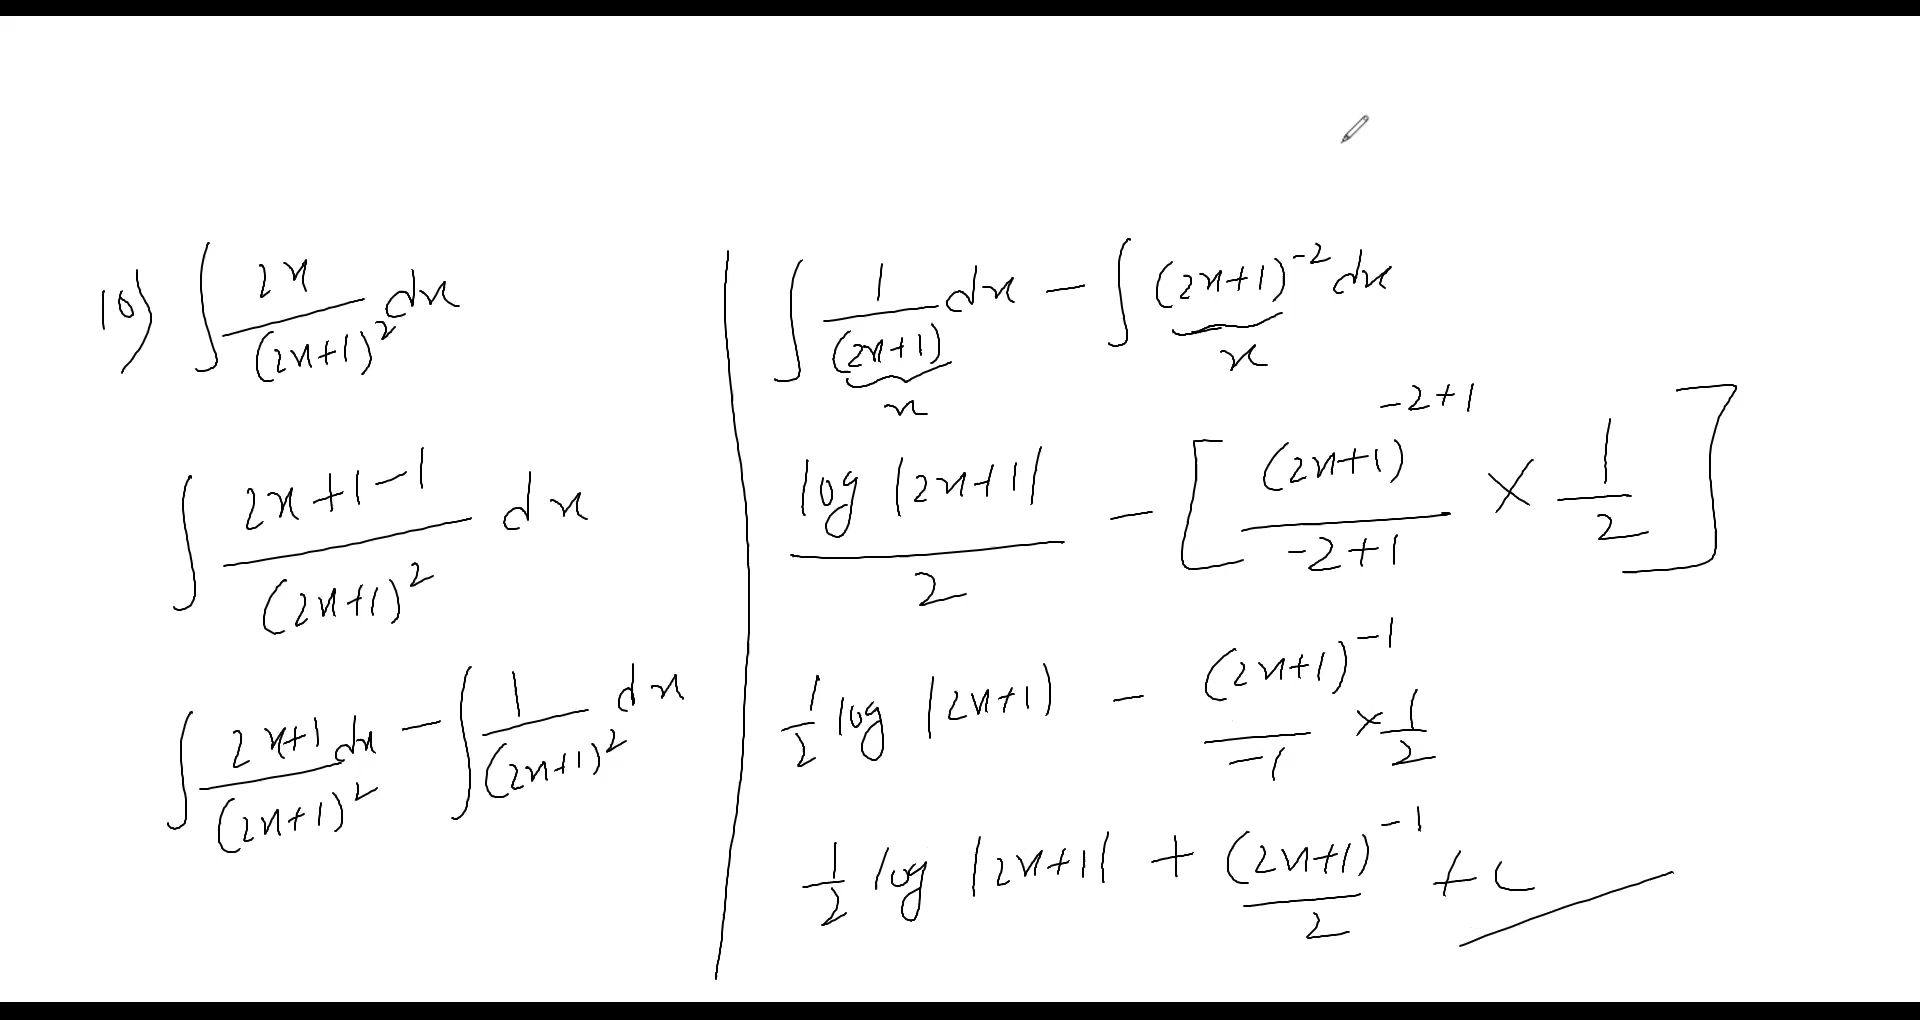 10) ∫ 2x/(2x+1)² dx
∫ (2x+1-1)/(2x+1)² dx
∫ (2x+1)/(2x+1)² dx - ∫ 1/(2x+1)² dx
∫ 1/(2x+1) dx - ∫ (2x+1)⁻² dx
x x
log |2x+1|/2 - [(2x+1)^(-2+1)/(-2+1) × 1/2]
1/2 log |2x+1) - (2x+1)⁻¹/-1 × 1/2
1/2 log |2x+1| + (2x+1)⁻¹/2 + c